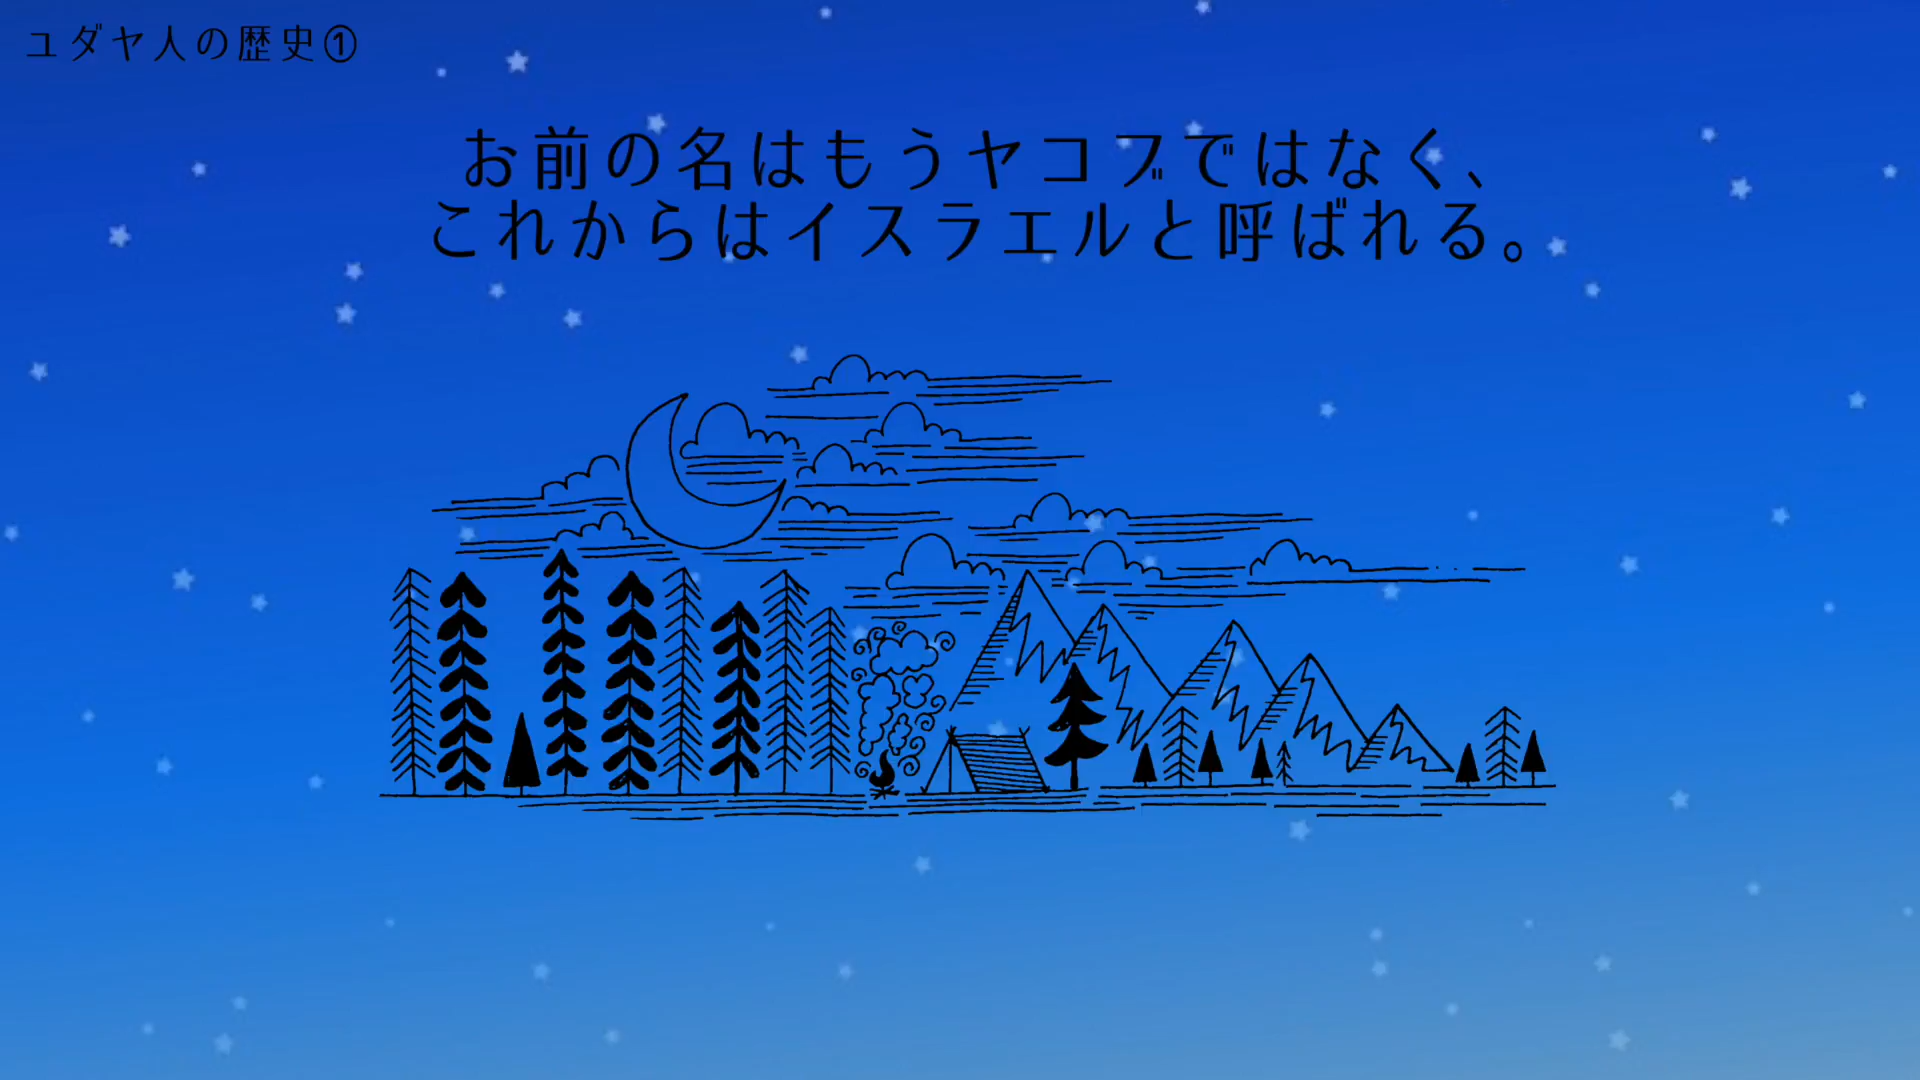 ユダヤ人の歴史①
お前の名はもうヤコブではなく、
これからはイスラエルと呼ばれる。